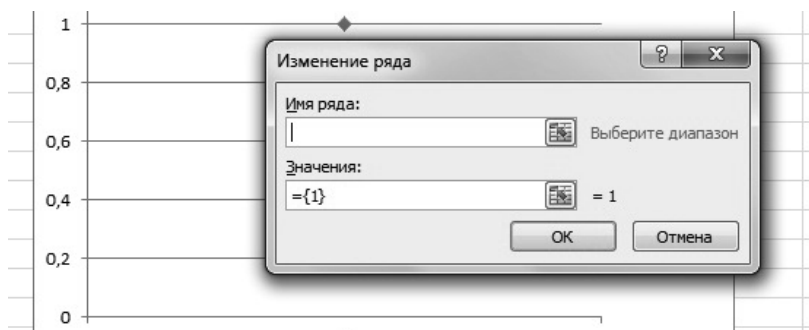 1
0,8
0,6
0,4
0,2
0
Изменение ряда
Имя ряда:
Выберите диапазон
Значения:
={1}
= 1
ОК
Отмена